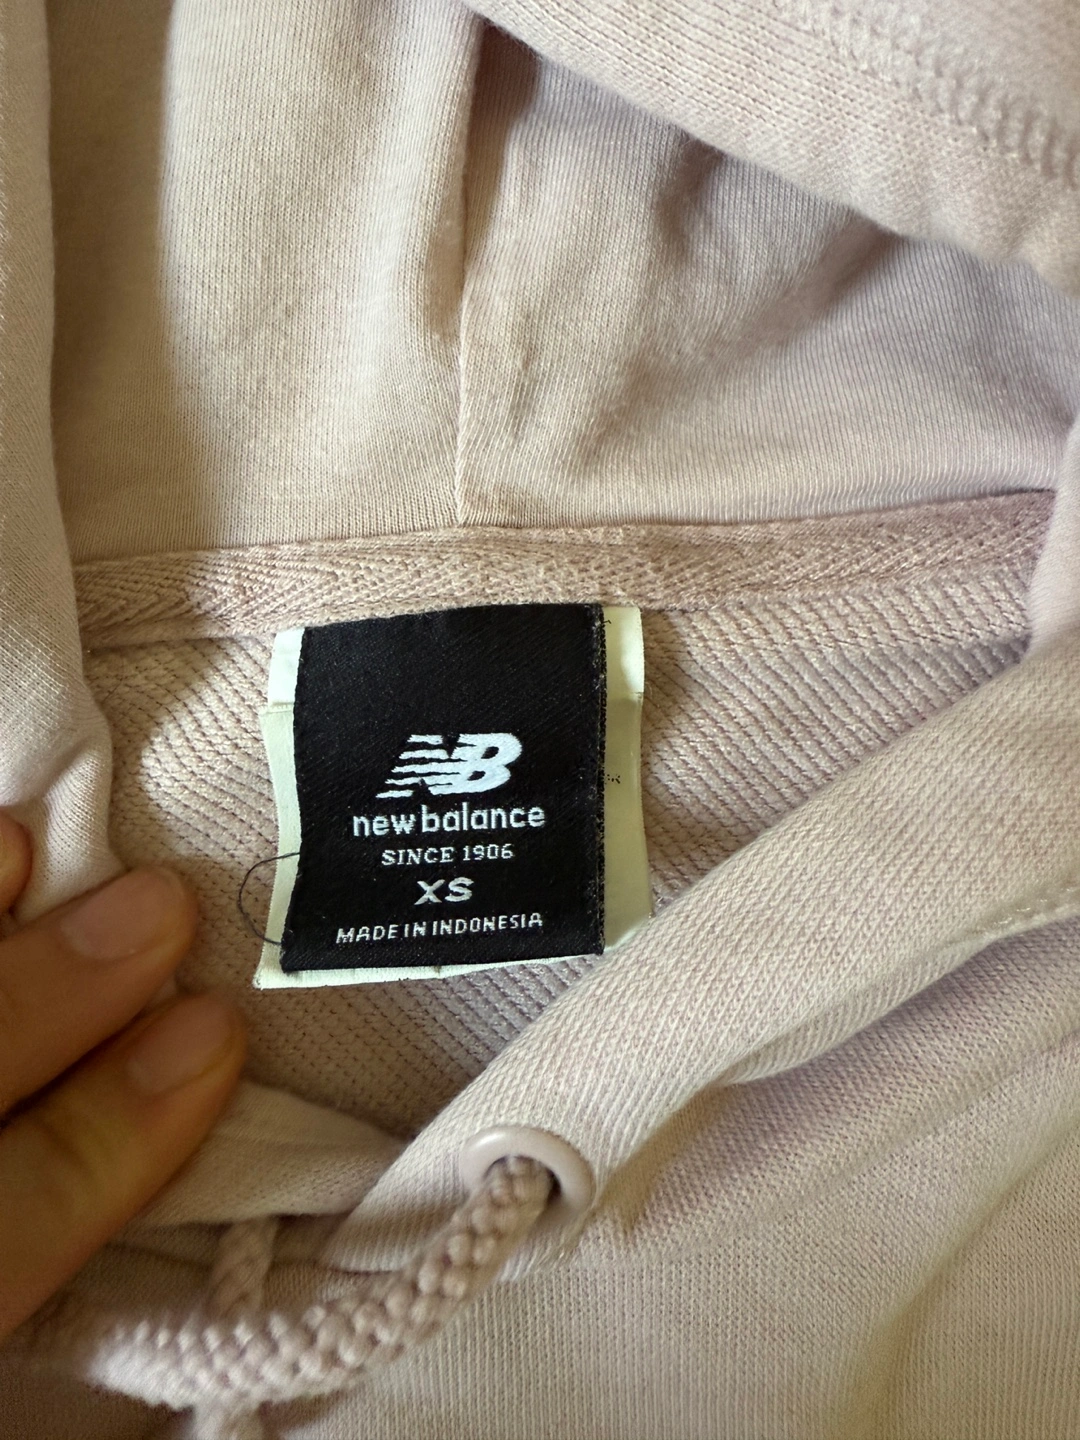 NB
new balance
SINCE 1906
XS
MADE IN INDONESIA